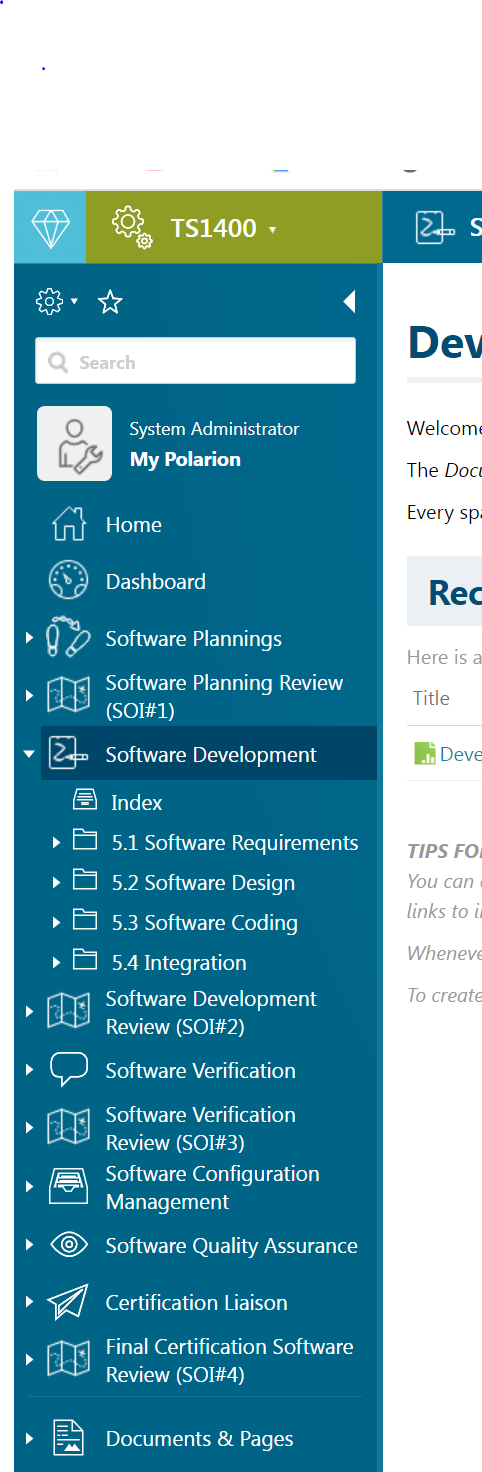 TS1400
S
Search
System Administrator
My Polarion
Home
Dashboard
Software Plannings
Software Planning Review
(SOI#1)
Software Development
Index
5.1 Software Requirements
5.2 Software Design
5.3 Software Coding
5.4 Integration
Software Development
Review (SOI#2)
Software Verification
Software Verification
Review (SOI#3)
Software Configuration
Management
Software Quality Assurance
Certification Liaison
Final Certification Software
Review (SOI#4)
Documents & Pages
Dev
Welcome
The Docu
Every spa
Rec
Here is a
Title
Deve
TIPS FO
You can
links to i
Wheneve
To create